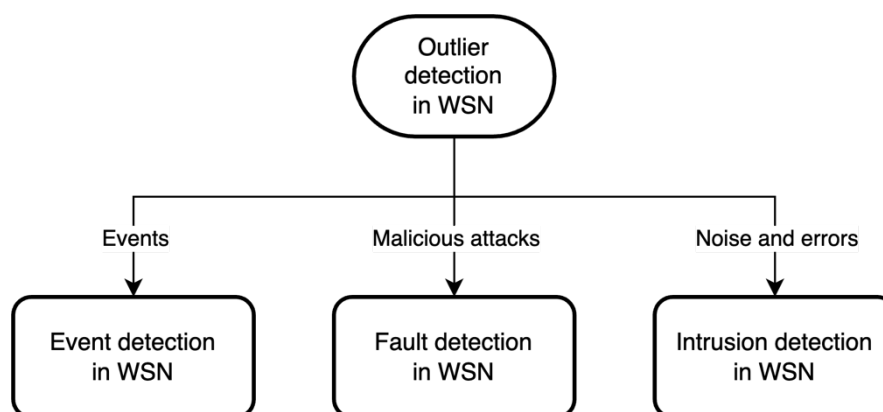 Outlier
detection
in WSN
Events
Malicious attacks
Noise and errors
Event detection
in WSN
Fault detection
in WSN
Intrusion detection
in WSN